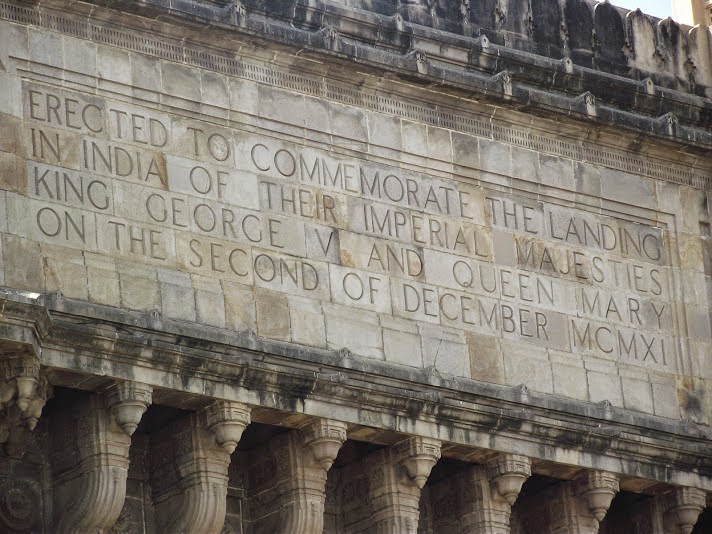 ERECTED TO COMMEMORATE THE LANDING
IN INDIA OF THEIR IMPERIAL MAJESTIES
KING GEORGE V AND QUEEN MARY
ON THE SECOND OF DECEMBER MCMXI